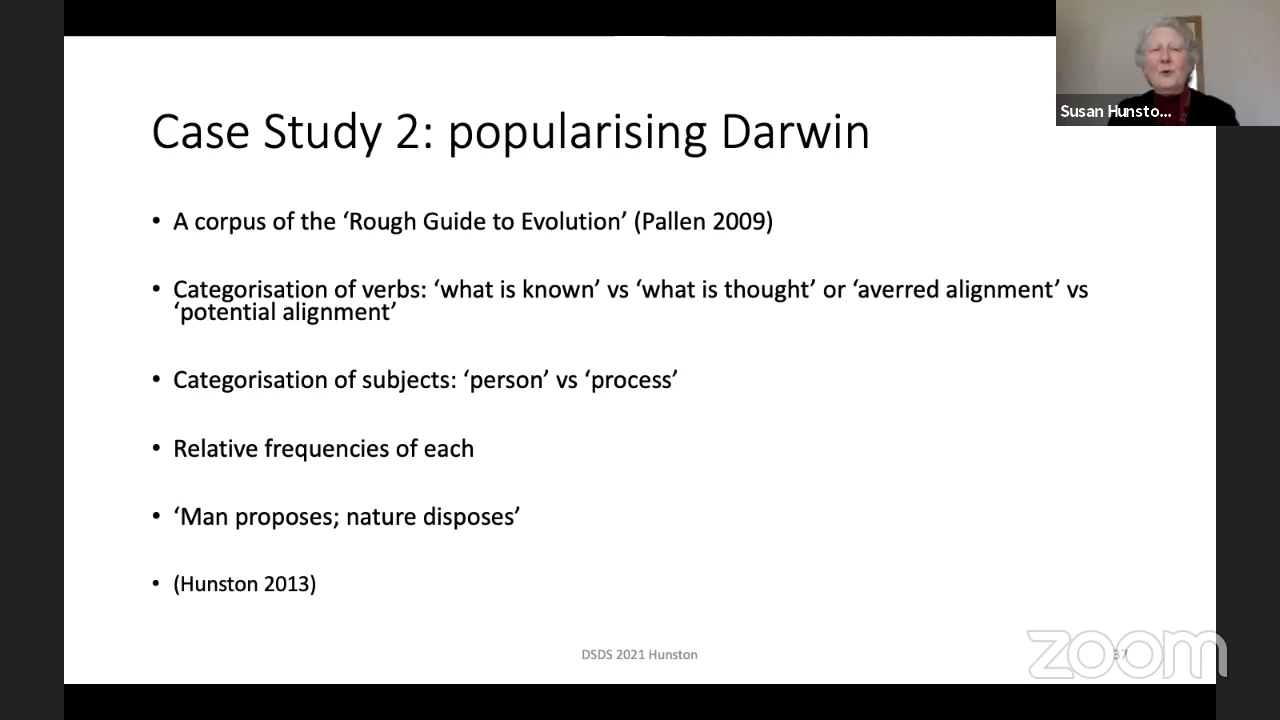 Susan Hunsto...
Case Study 2: popularising Darwin
• A corpus of the ‘Rough Guide to Evolution’ (Pallen 2009)
• Categorisation of verbs: ‘what is known’ vs ‘what is thought’ or ‘averred alignment’ vs
‘potential alignment’
• Categorisation of subjects: ‘person’ vs ‘process’
• Relative frequencies of each
• ‘Man proposes; nature disposes’
• (Hunston 2013)
DSDS 2021 Hunston
37
zoom